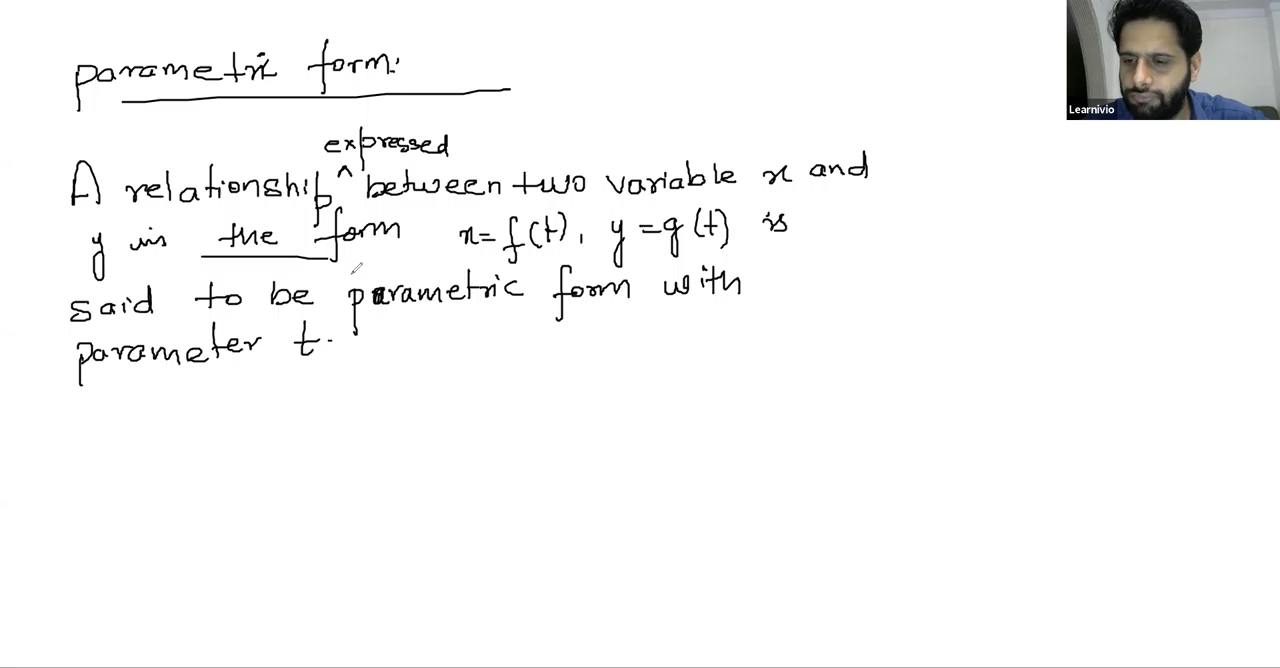 parametric form.
Learnivio
expressed
A relationship ^ between two variable x and
y in the form x = f(t), y = g(t) is
said to be parametric form with
parameter t.